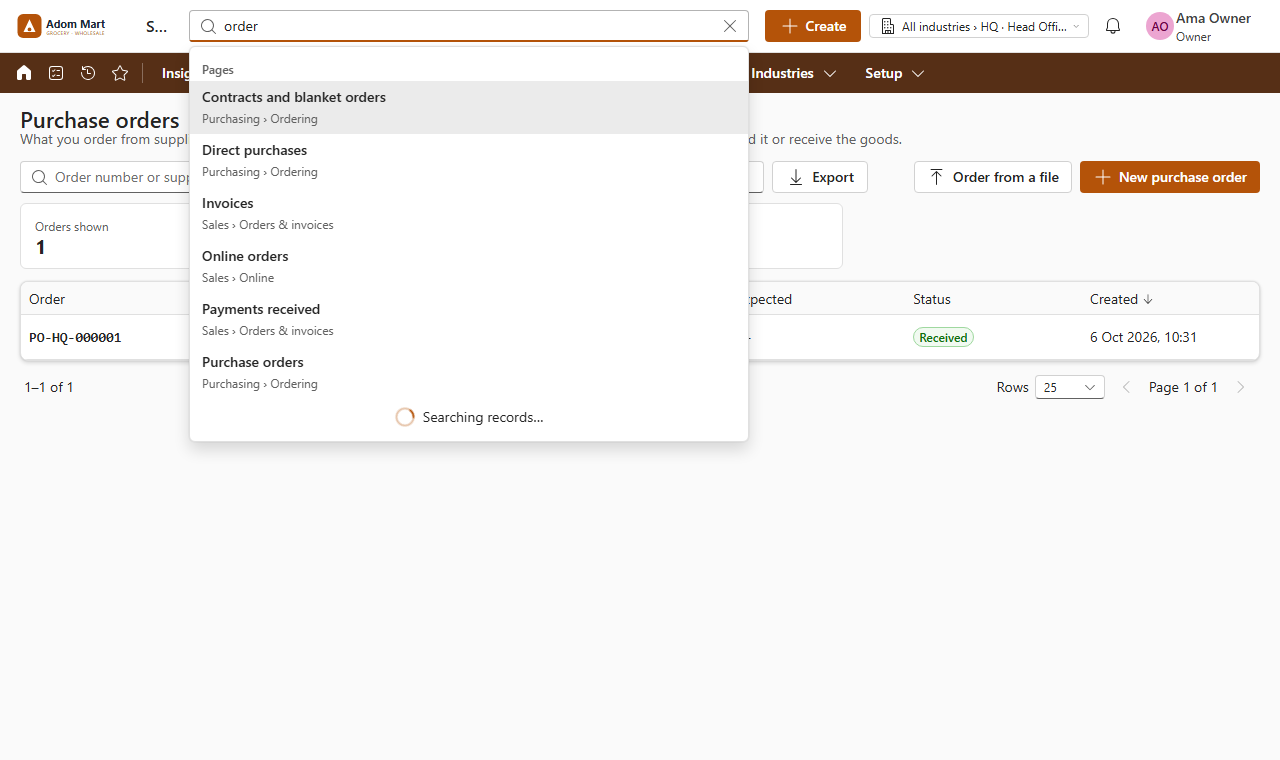 Adom Mart
GROCERY · WHOLESALE
S...
order
Create
All industries › HQ · Head Offi...
AO
Ama Owner
Owner
Insig
Industries
Setup
Pages
Contracts and blanket orders
Purchasing › Ordering
Direct purchases
Purchasing › Ordering
Invoices
Sales › Orders & invoices
Online orders
Sales › Online
Payments received
Sales › Orders & invoices
Purchase orders
Purchasing › Ordering
Searching records...
Purchase orders
What you order from suppl
d it or receive the goods.
Order number or supp
Export
Order from a file
New purchase order
Orders shown
1
Order
pected
Status
Created
PO-HQ-000001
Received
6 Oct 2026, 10:31
1–1 of 1
Rows
25
Page 1 of 1